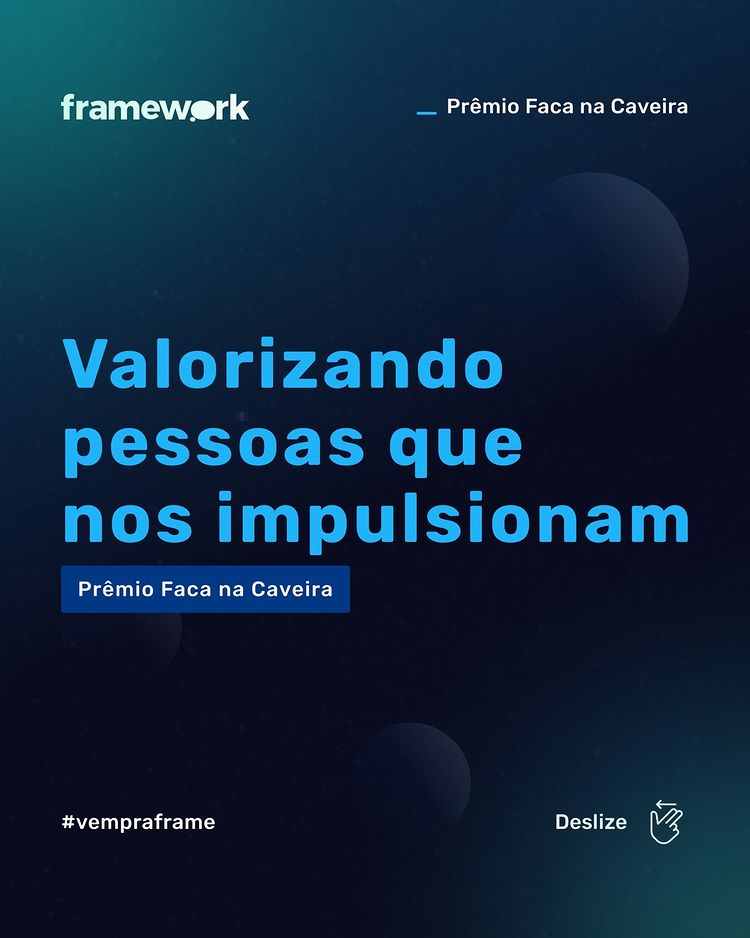 framework
Prêmio Faca na Caveira
Valorizando
pessoas que
nos impulsionam
Prêmio Faca na Caveira
#vempraframe
Deslize